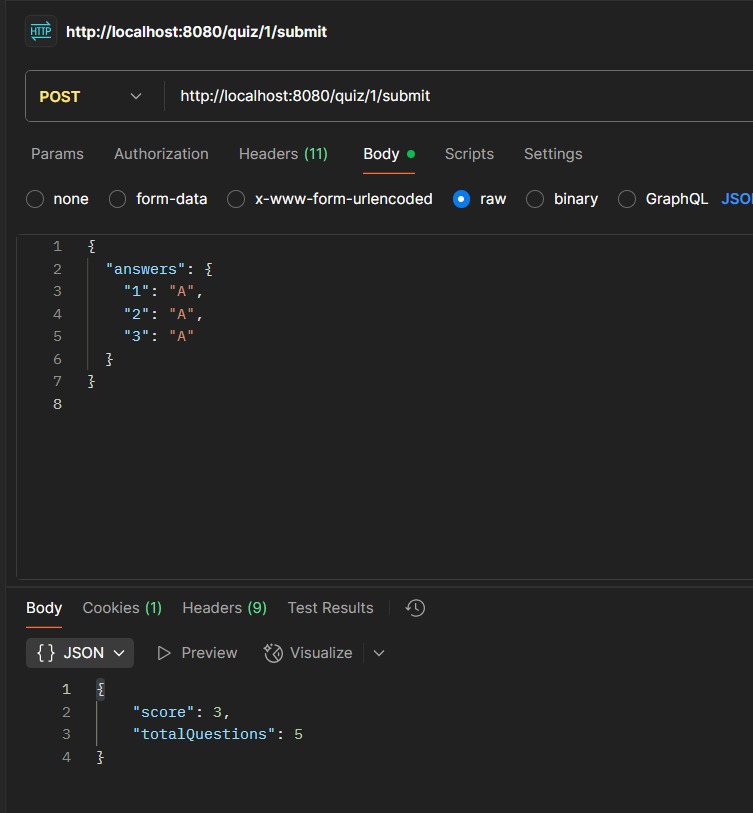 HTTP http://localhost:8080/quiz/1/submit
POST http://localhost:8080/quiz/1/submit
Params Authorization Headers (11) Body Scripts Settings
none form-data x-www-form-urlencoded raw binary GraphQL JSO
1 {
2 "answers": {
3 "1": "A",
4 "2": "A",
5 "3": "A"
6 }
7 }
8
Body Cookies (1) Headers (9) Test Results
{} JSON Preview Visualize
1 {
2 "score": 3,
3 "totalQuestions": 5
4 }